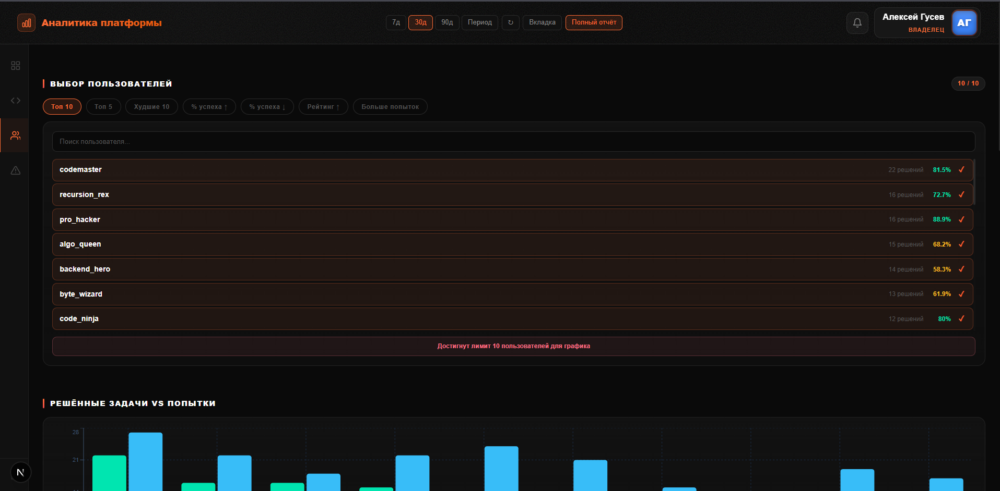 Аналитика платформы
7д 30д 90д Период ↻ Вкладка Полный отчёт
Алексей Гусев
ВЛАДЕЛЕЦ
АГ
ВЫБОР ПОЛЬЗОВАТЕЛЕЙ
10 / 10
Топ 10 Топ 5 Худшие 10 % успеха ↑ % успеха ↓ Рейтинг ↑ Больше попыток
Поиск пользователя...
codemaster 22 решений 81.5% ✓
recursion_rex 16 решений 72.7% ✓
pro_hacker 16 решений 88.9% ✓
algo_queen 15 решений 68.2% ✓
backend_hero 14 решений 58.3% ✓
byte_wizard 13 решений 61.9% ✓
code_ninja 12 решений 80% ✓
Достигнут лимит 10 пользователей для графика
РЕШЁННЫЕ ЗАДАЧИ VS ПОПЫТКИ
28
21
N